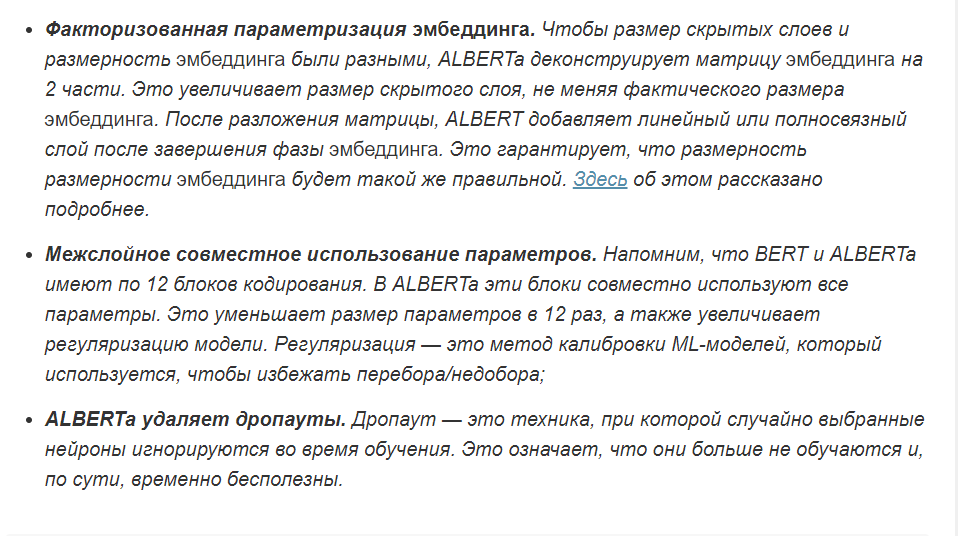 Факторизованная параметризация эмбеддинга. Чтобы размер скрытых слоев и
размерность эмбеддинга были разными, ALBERTа деконструирует матрицу эмбеддинга на
2 части. Это увеличивает размер скрытого слоя, не меняя фактического размера
эмбеддинга. После разложения матрицы, ALBERT добавляет линейный или полносвязный
слой после завершения фазы эмбеддинга. Это гарантирует, что размерность
размерности эмбеддинга будет такой же правильной. Здесь об этом рассказано
подробнее.
Межслойное совместное использование параметров. Напомним, что BERT и ALBERTа
имеют по 12 блоков кодирования. В ALBERTа эти блоки совместно используют все
параметры. Это уменьшает размер параметров в 12 раз, а также увеличивает
регуляризацию модели. Регуляризация — это метод калибровки ML-моделей, который
используется, чтобы избежать перебора/недобора;
ALBERTа удаляет дропауты. Дропаут — это техника, при которой случайно выбранные
нейроны игнорируются во время обучения. Это означает, что они больше не обучаются и,
по сути, временно бесполезны.